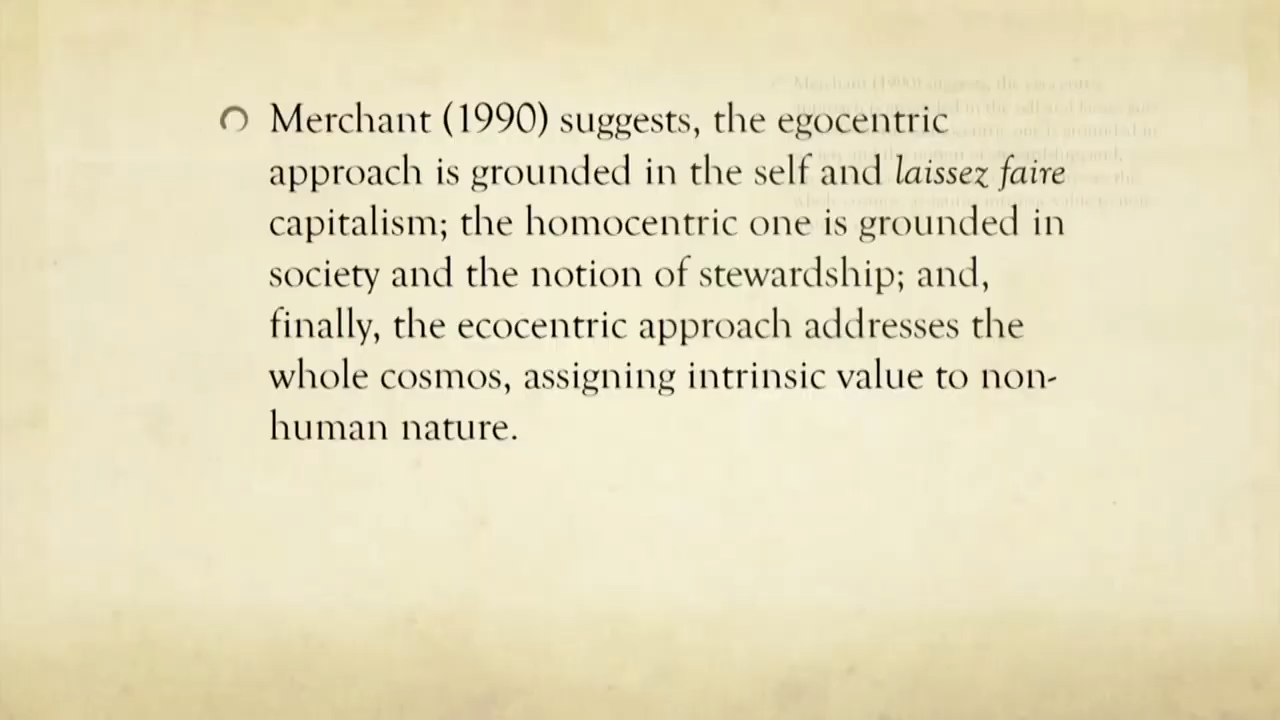 Merchant (1990) suggests, the egocentric
approach is grounded in the self and laissez faire
capitalism; the homocentric one is grounded in
society and the notion of stewardship; and,
finally, the ecocentric approach addresses the
whole cosmos, assigning intrinsic value to non-
human nature.